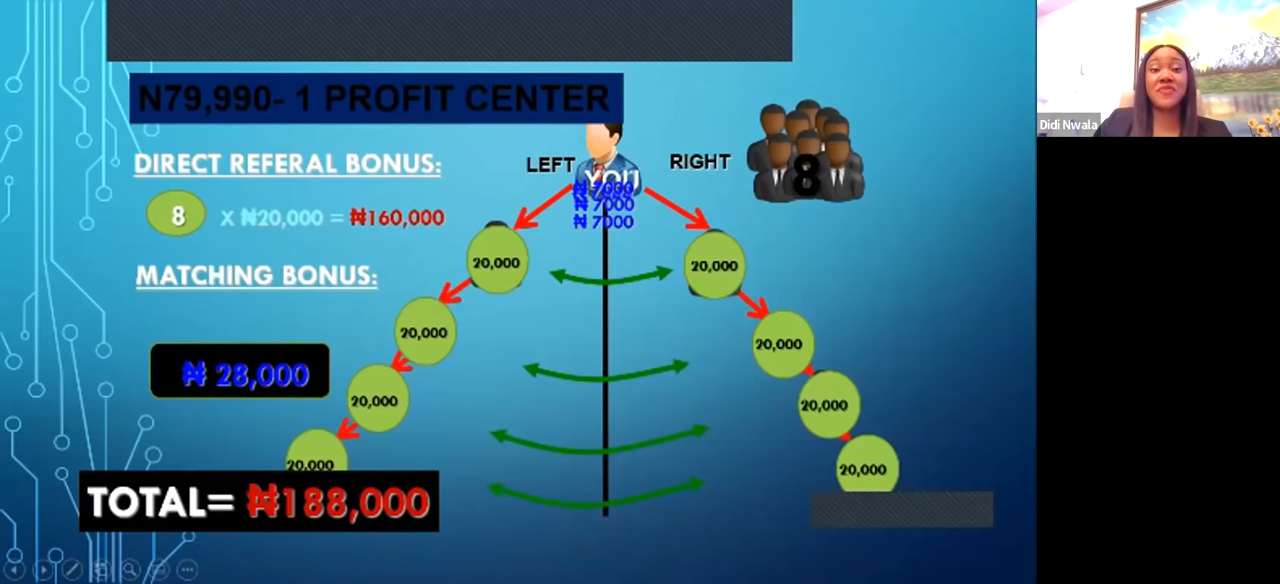 N79,990- 1 PROFIT CENTER
DIRECT REFERAL BONUS:
8 X ₦20,000 = ₦160,000
MATCHING BONUS:
₦ 28,000
TOTAL= ₦188,000
LEFT
RIGHT
YOU
₦ 7000
₦ 7000
₦ 7000
8
20,000
20,000
20,000
20,000
20,000
20,000
20,000
20,000
Didi Nwala